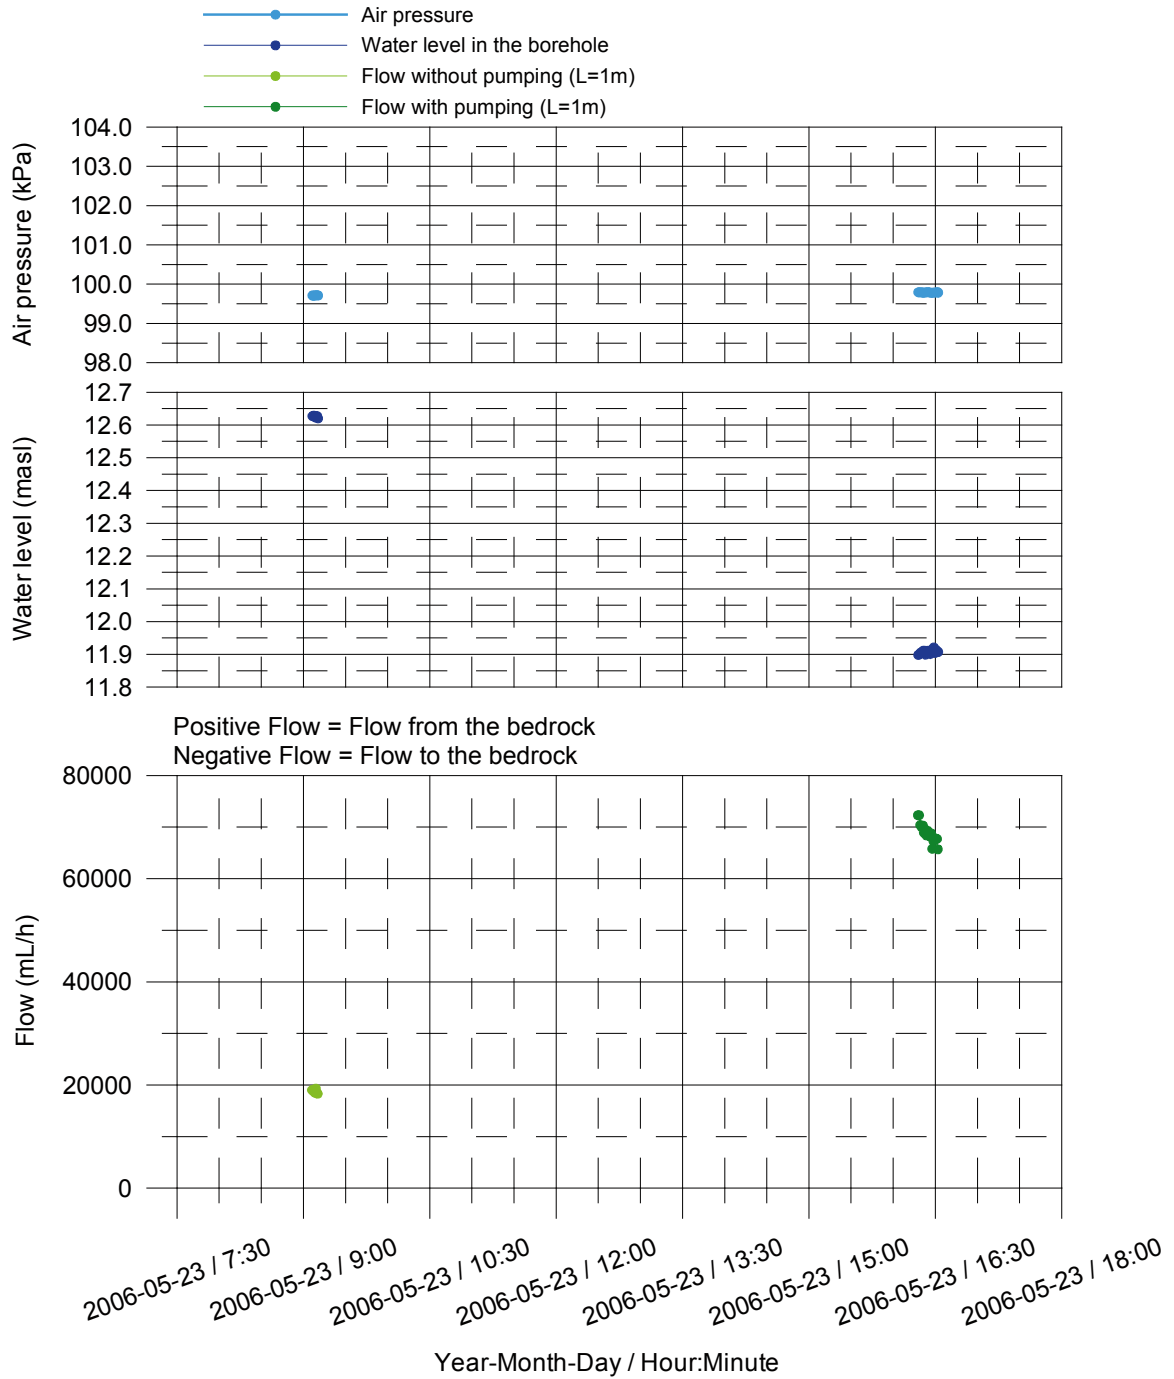 Air pressure
Water level in the borehole
Flow without pumping (L=1m)
Flow with pumping (L=1m)
Air pressure (kPa)
104.0
103.0
102.0
101.0
100.0
99.0
98.0
Water level (masl)
12.7
12.6
12.5
12.4
12.3
12.2
12.1
12.0
11.9
11.8
Positive Flow = Flow from the bedrock
Negative Flow = Flow to the bedrock
Flow (mL/h)
80000
60000
40000
20000
0
2006-05-23 / 7:30
2006-05-23 / 9:00
2006-05-23 / 10:30
2006-05-23 / 12:00
2006-05-23 / 13:30
2006-05-23 / 15:00
2006-05-23 / 16:30
2006-05-23 / 18:00
Year-Month-Day / Hour:Minute